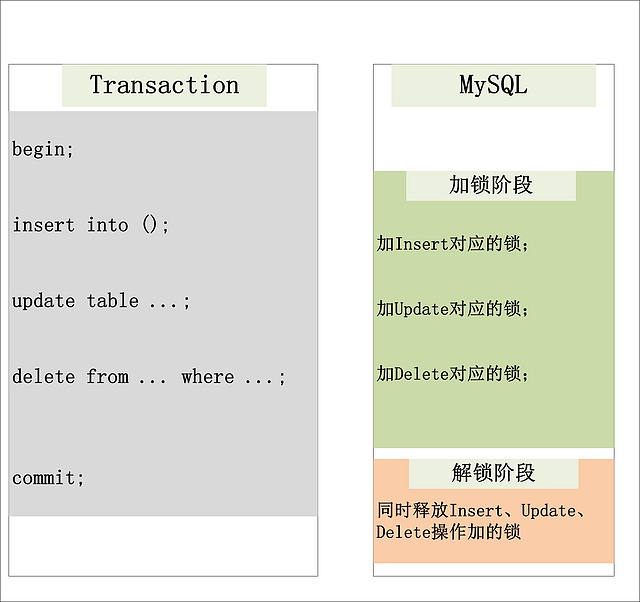 Transaction
begin;
insert into ();
update table ...;
delete from ... where ...;
commit;
MySQL
加锁阶段
加Insert对应的锁;
加Update对应的锁;
加Delete对应的锁;
解锁阶段
同时释放Insert、Update、
Delete操作加的锁